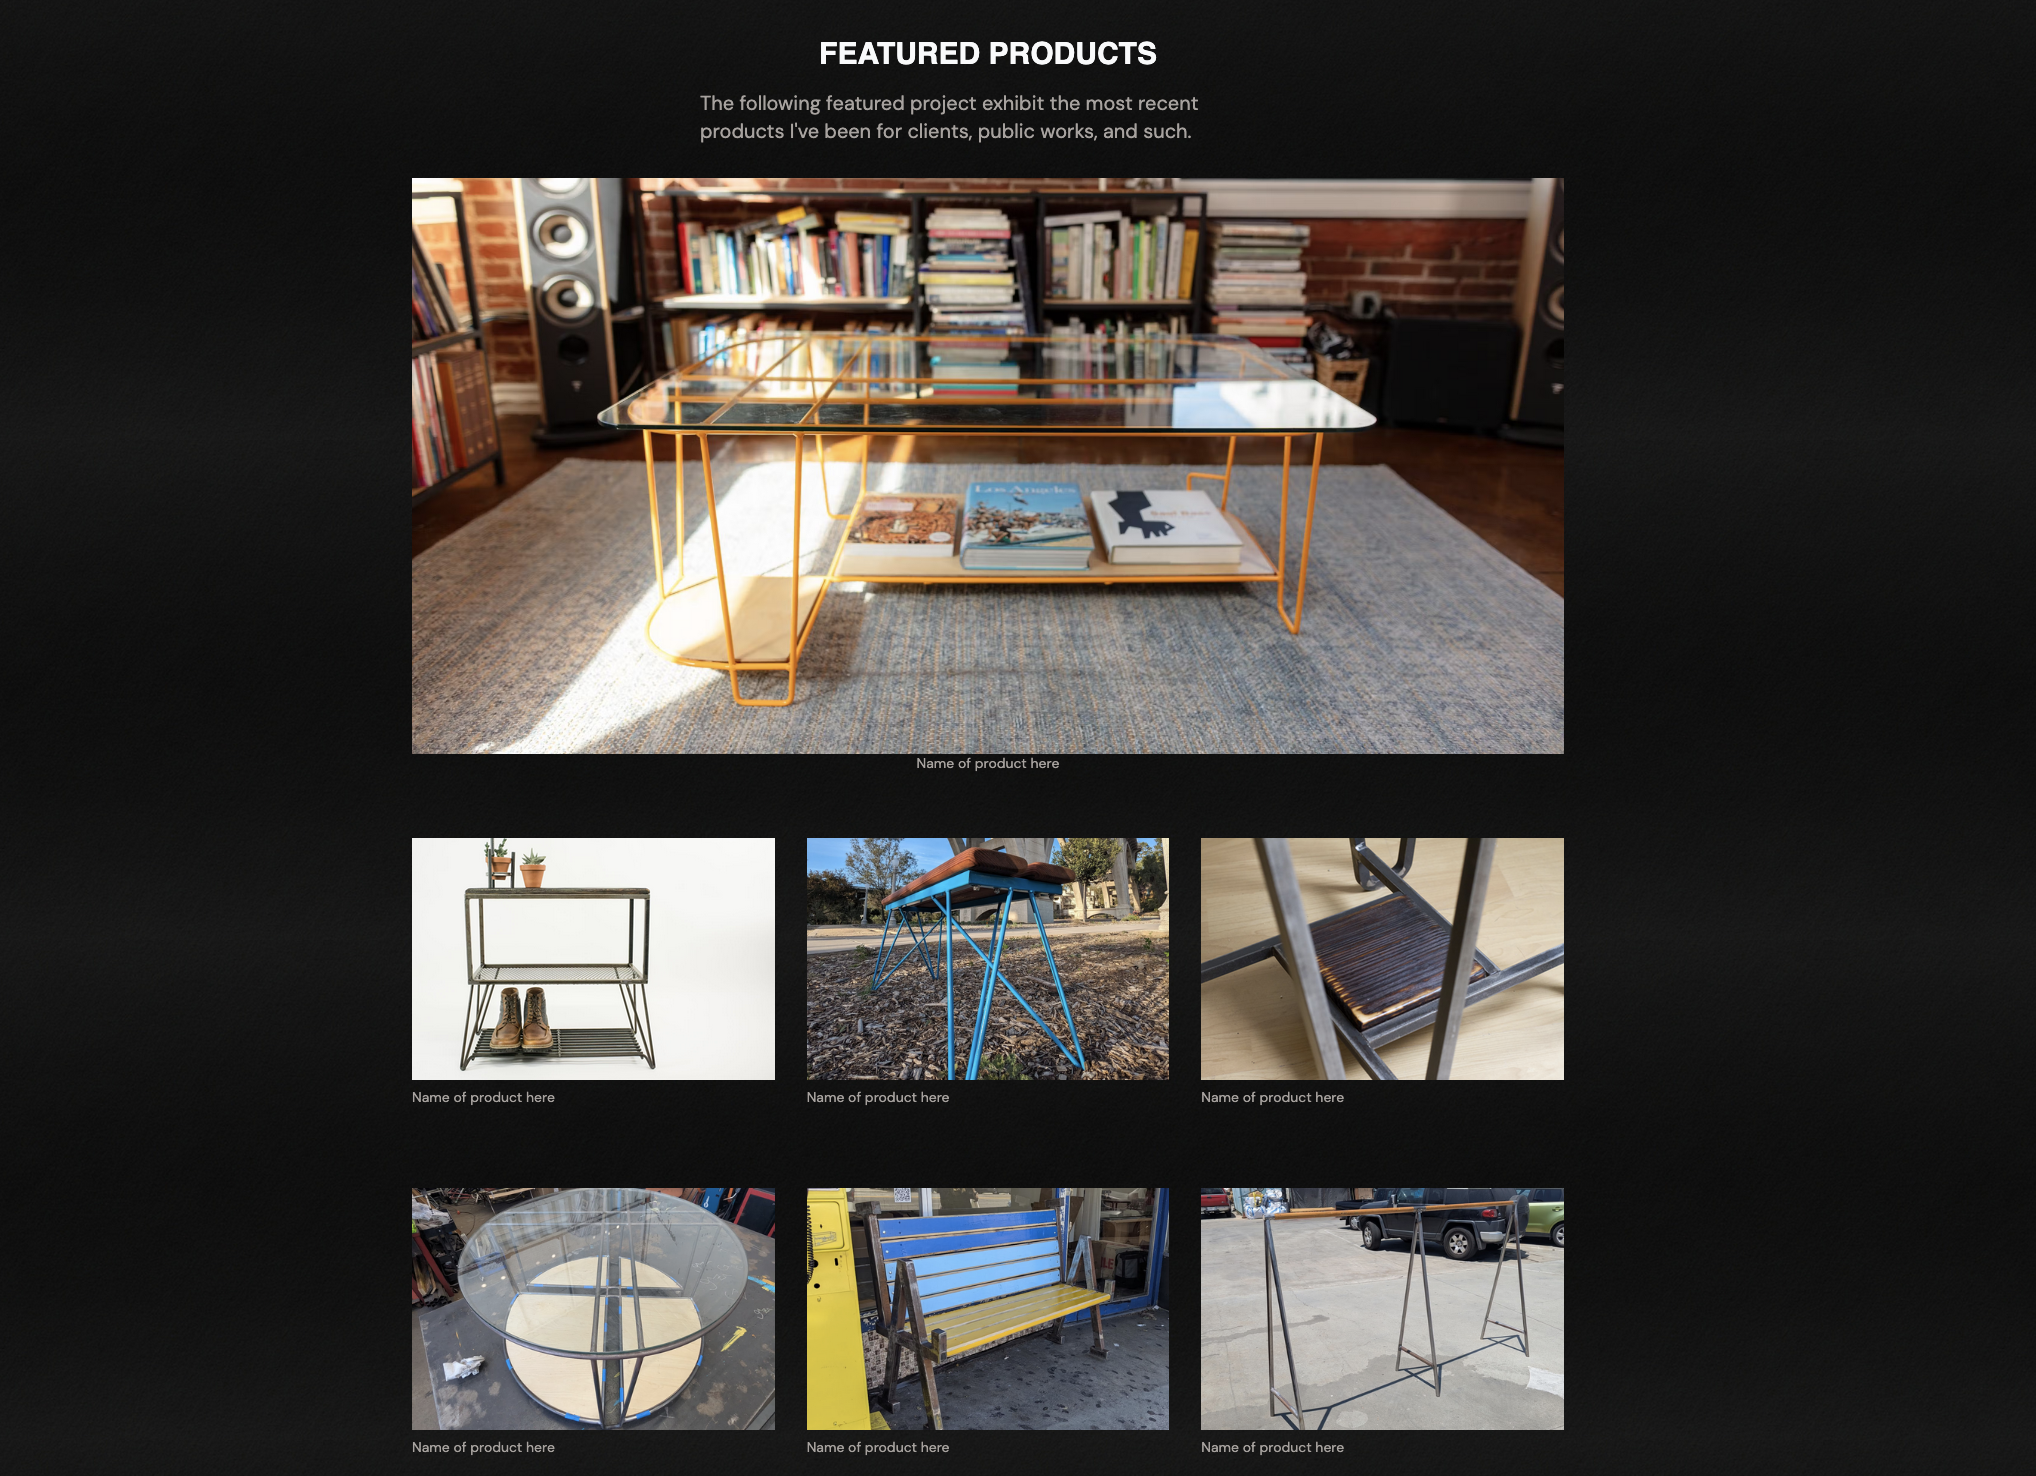 FEATURED PRODUCTS
The following featured project exhibit the most recent
products I've been for clients, public works, and such.
Los Angeles
Name of product here
Name of product here
Name of product here
Name of product here
Name of product here
Name of product here
Name of product here